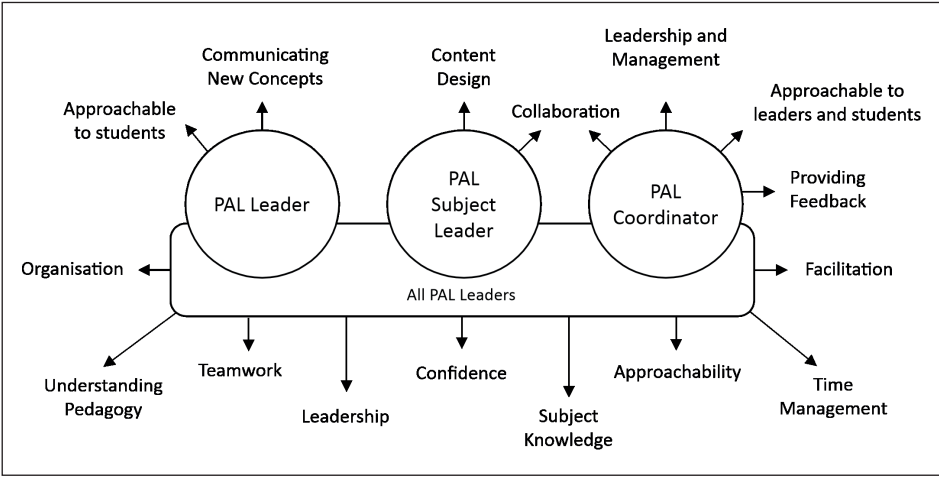 Communicating
New Concepts
Content
Design
Leadership and
Management
Approachable
to students
Collaboration
Approachable to
leaders and students
PAL Leader
PAL
Subject
Leader
PAL
Coordinator
Providing
Feedback
Organisation
Facilitation
All PAL Leaders
Understanding
Pedagogy
Teamwork
Leadership
Confidence
Subject
Knowledge
Approachability
Time
Management